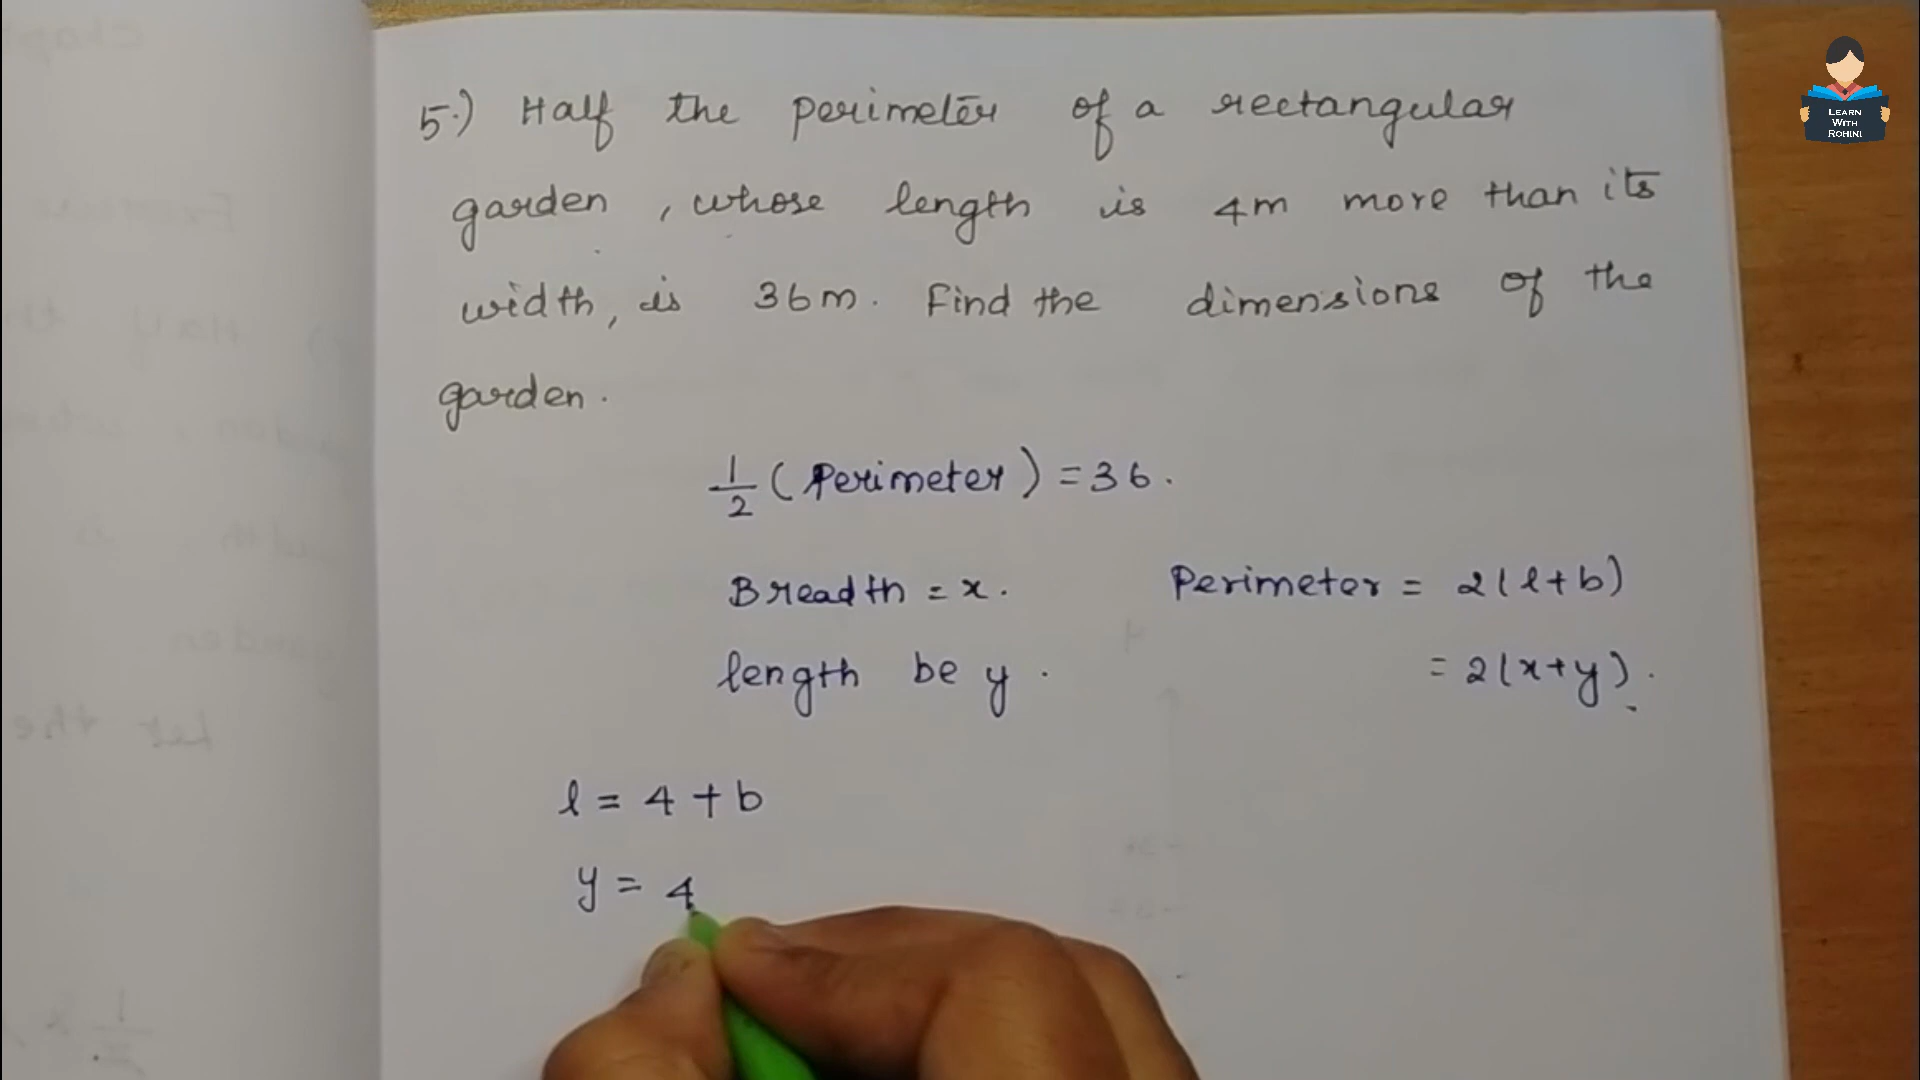 5.) Half the perimeter of a rectangular
garden, whose length is 4m more than its
width, is 36m. Find the dimensions of the
garden.
1/2 (Perimeter) = 36.
Breadth = x.
Perimeter = 2(l+b)
length be y.
= 2(x+y).
l = 4 + b
y = 4
LEARN
WITH
ROHINI